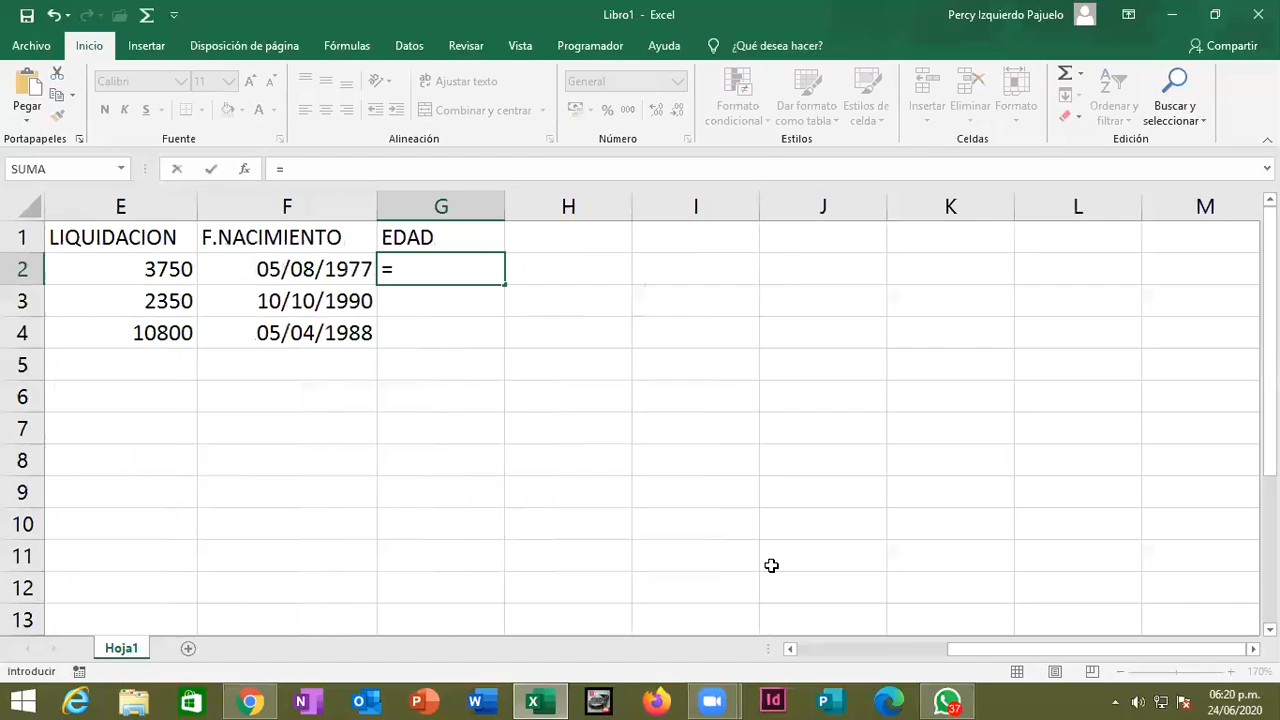 Libro1 - Excel
Percy Izquierdo Pajuelo
Archivo Inicio Insertar Disposición de página Fórmulas Datos Revisar Vista Programador Ayuda ¿Qué desea hacer? Compartir
Pegar
Portapapeles
Calibri 11
N K S
Fuente
Ajustar texto
Combinar y centrar
Alineación
General
% 000
Número
Formato condicional
Dar formato como tabla
Estilos de celda
Estilos
Insertar Eliminar Formato
Celdas
Ordenar y filtrar
Buscar y seleccionar
Edición
SUMA fx =
E F G H I J K L M
1 LIQUIDACION F.NACIMIENTO EDAD
2 3750 05/08/1977 =
3 2350 10/10/1990
4 10800 05/04/1988
5
6
7
8
9
10
11
12
13
Hoja1
Introducir 170%
37
06:20 p.m.
24/06/2020